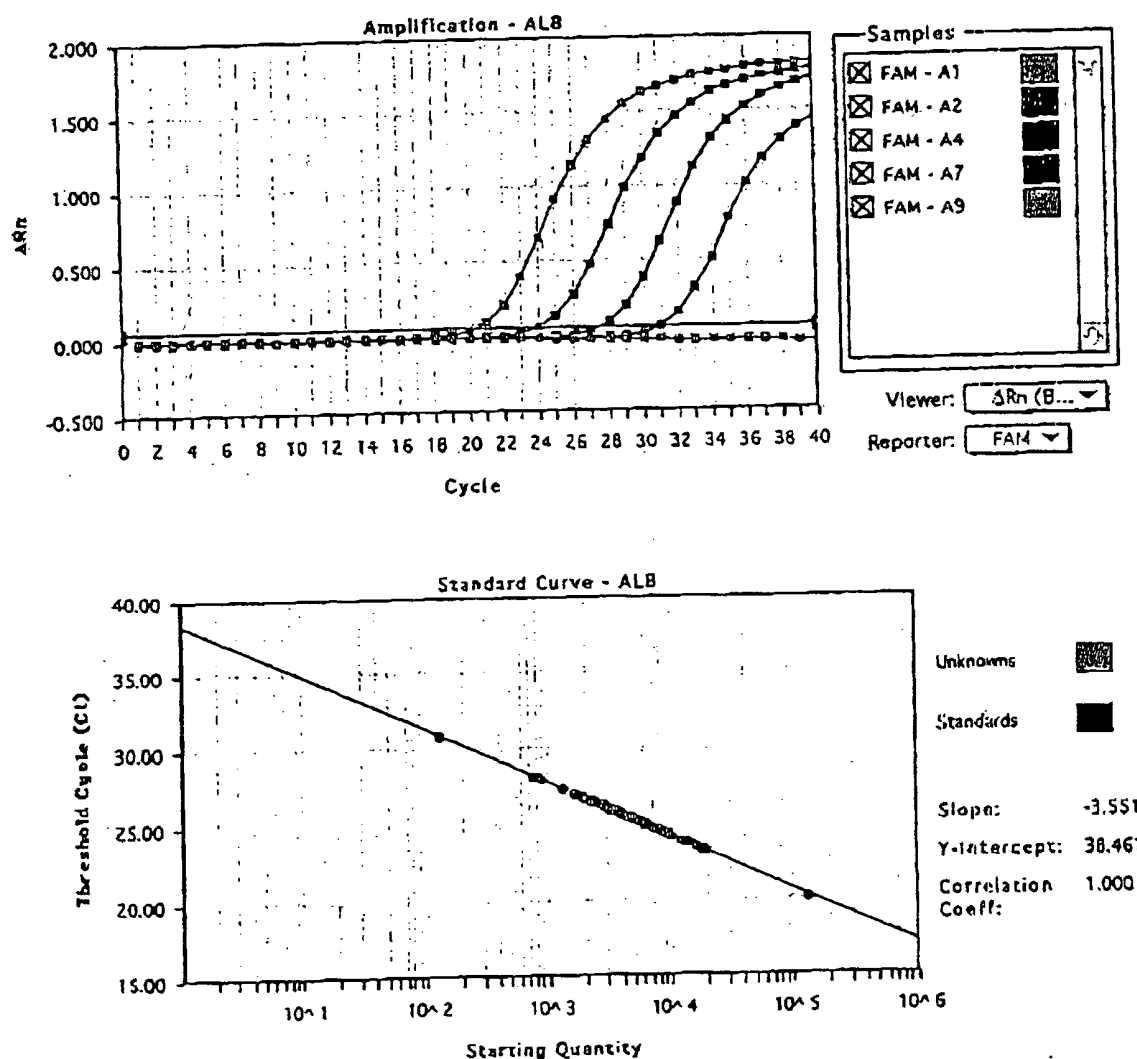 Amplification - ALB
2.000
1.500
1.000
0.500
0.000
-0.500
ΔRn
0 2 4 6 8 10 12 14 16 18 20 22 24 26 28 30 32 34 36 38 40
Cycle
Samples
FAM - A1
FAM - A2
FAM - A4
FAM - A7
FAM - A9
Viewer: ΔRn (B...
Reporter: FAM
Standard Curve - ALB
40.00
35.00
30.00
25.00
20.00
15.00
Threshold Cycle (Ct)
10^1 10^2 10^3 10^4 10^5 10^6
Starting Quantity
Unknowns
Standards
Slope: -3.551
Y-Intercept: 38.467
Correlation 1.000
Coeff: